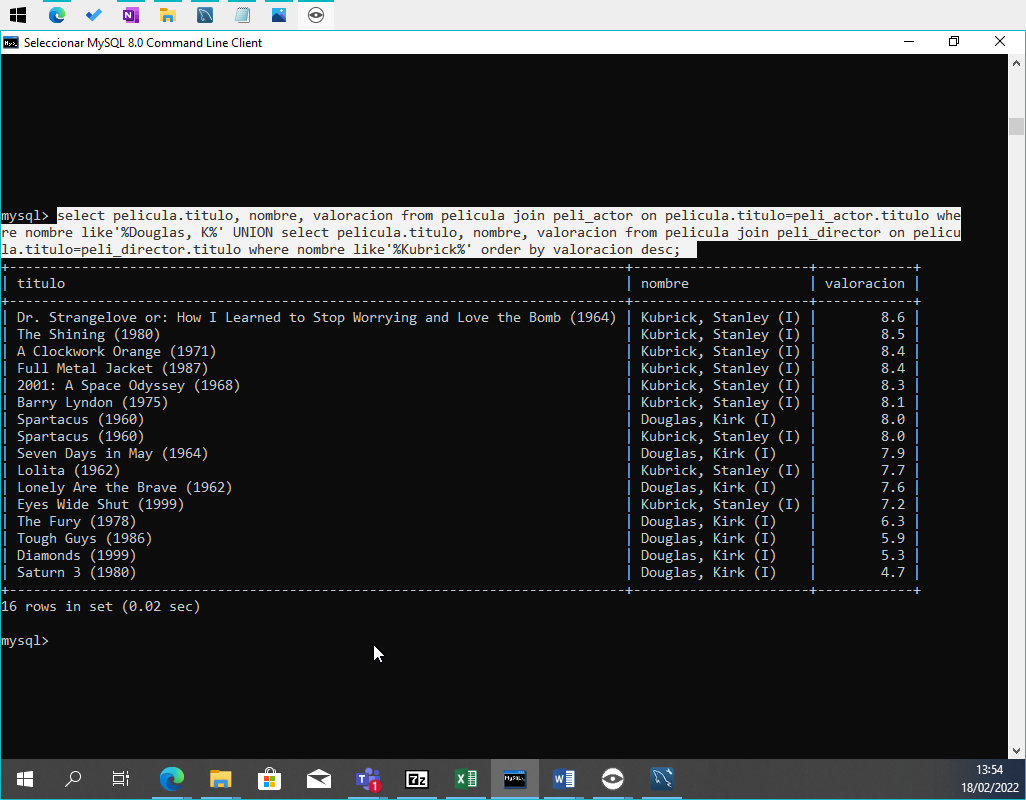 Seleccionar MySQL 8.0 Command Line Client
mysql> select pelicula.titulo, nombre, valoracion from pelicula join peli_actor on pelicula.titulo=peli_actor.titulo whe
re nombre like'%Douglas, K%' UNION select pelicula.titulo, nombre, valoracion from pelicula join peli_director on pelicu
la.titulo=peli_director.titulo where nombre like'%Kubrick%' order by valoracion desc;
| titulo | nombre | valoracion |
| Dr. Strangelove or: How I Learned to Stop Worrying and Love the Bomb (1964) | Kubrick, Stanley (I) | 8.6 |
| The Shining (1980) | Kubrick, Stanley (I) | 8.5 |
| A Clockwork Orange (1971) | Kubrick, Stanley (I) | 8.4 |
| Full Metal Jacket (1987) | Kubrick, Stanley (I) | 8.4 |
| 2001: A Space Odyssey (1968) | Kubrick, Stanley (I) | 8.3 |
| Barry Lyndon (1975) | Kubrick, Stanley (I) | 8.1 |
| Spartacus (1960) | Douglas, Kirk (I) | 8.0 |
| Spartacus (1960) | Kubrick, Stanley (I) | 8.0 |
| Seven Days in May (1964) | Douglas, Kirk (I) | 7.9 |
| Lolita (1962) | Kubrick, Stanley (I) | 7.7 |
| Lonely Are the Brave (1962) | Douglas, Kirk (I) | 7.6 |
| Eyes Wide Shut (1999) | Kubrick, Stanley (I) | 7.2 |
| The Fury (1978) | Douglas, Kirk (I) | 6.3 |
| Tough Guys (1986) | Douglas, Kirk (I) | 5.9 |
| Diamonds (1999) | Douglas, Kirk (I) | 5.3 |
| Saturn 3 (1980) | Douglas, Kirk (I) | 4.7 |
16 rows in set (0.02 sec)
mysql>
13:54
18/02/2022